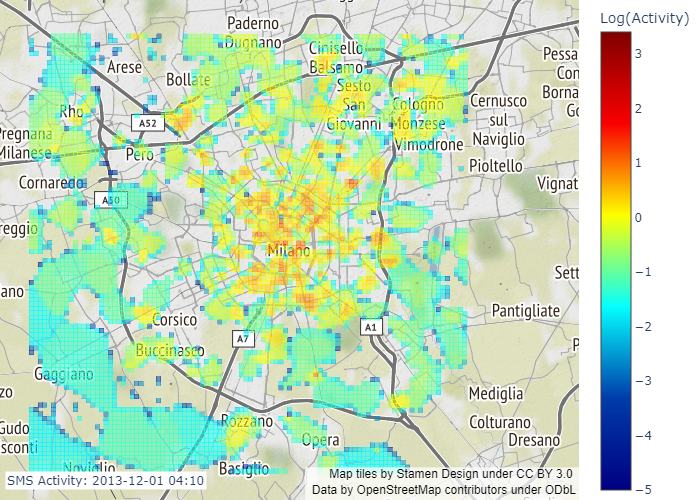 Log(Activity)
Paderno
Dugnano
Cinisello
Balsamo
Arese
Bollate
Sesto
San
Giovanni
Cologno
Monzese
Cernusco
sul
Naviglio
Pessa
Rho
A52
Vimodrone
Pregnana
Milanese
Pero
Pioltello
Cornaredo
A50
Vignat
reggio
Milano
Sett
ano
Pantigliate
Corsico
A7
A1
Buccinasco
Gaggiano
Mediglia
Rozzano
Colturano
Opera
Dresano
sconti
Noviglio
Basiglio
SMS Activity: 2013-12-01 04:10
Map tiles by Stamen Design under CC BY 3.0
Data by OpenStreetMap contributors under ODbL
3
2
1
0
−1
−2
−3
−4
−5